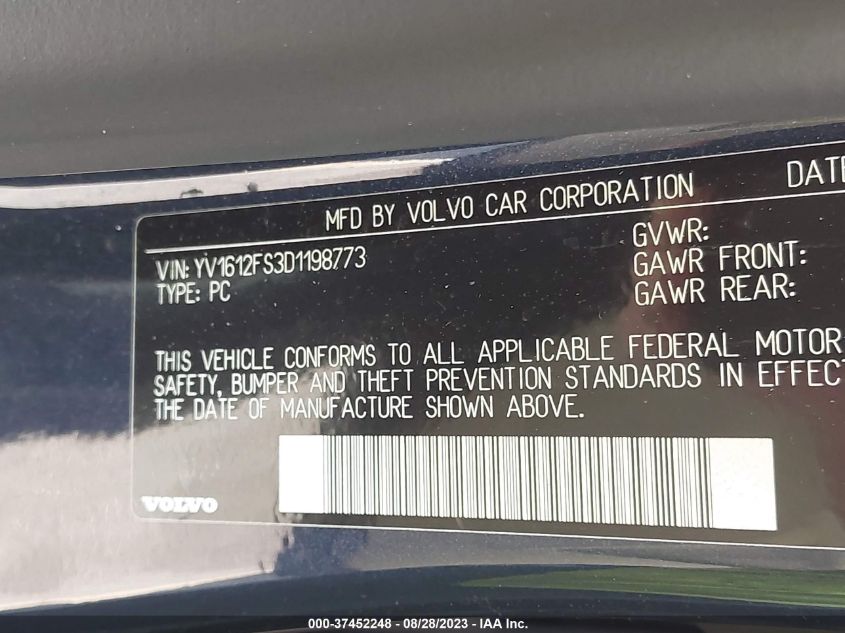 MFD BY VOLVO CAR CORPORATION DATE
VIN: YV1612FS3D1198773
TYPE: PC
GVWR:
GAWR FRONT:
GAWR REAR:
THIS VEHICLE CONFORMS TO ALL APPLICABLE FEDERAL MOTOR
SAFETY, BUMPER AND THEFT PREVENTION STANDARDS IN EFFECT
THE DATE OF MANUFACTURE SHOWN ABOVE.
VOLVO
000-37452248 - 08/28/2023 - IAA Inc.